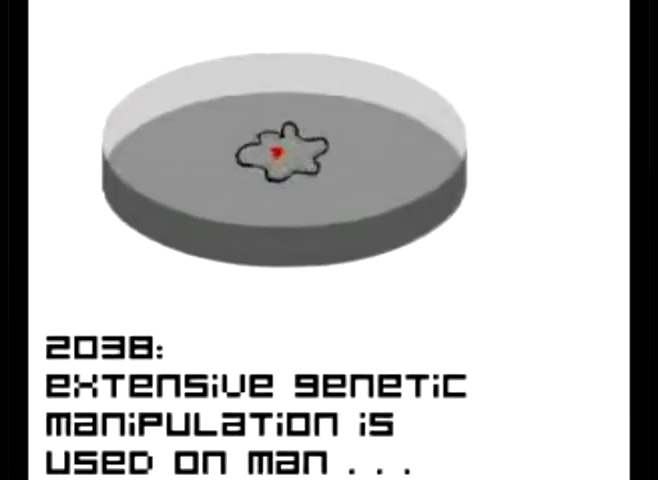 2038:
extensive genetic
manipulation is
used on man . . .